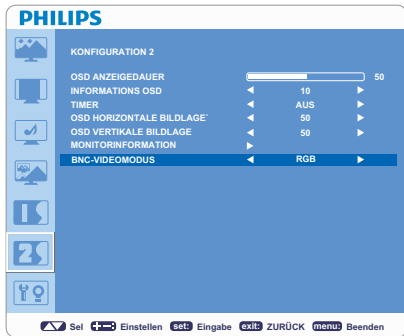 PHILIPS
KONFIGURATION 2
OSD ANZEIGEDAUER 50
INFORMATIONS OSD 10
TIMER AUS
OSD HORIZONTALE BILDLAGE 50
OSD VERTIKALE BILDLAGE 50
MONITORINFORMATION
BNC-VIDEOMODUS RGB
Sel Einstellen set: Eingabe exit: ZURÜCK menu: Beenden